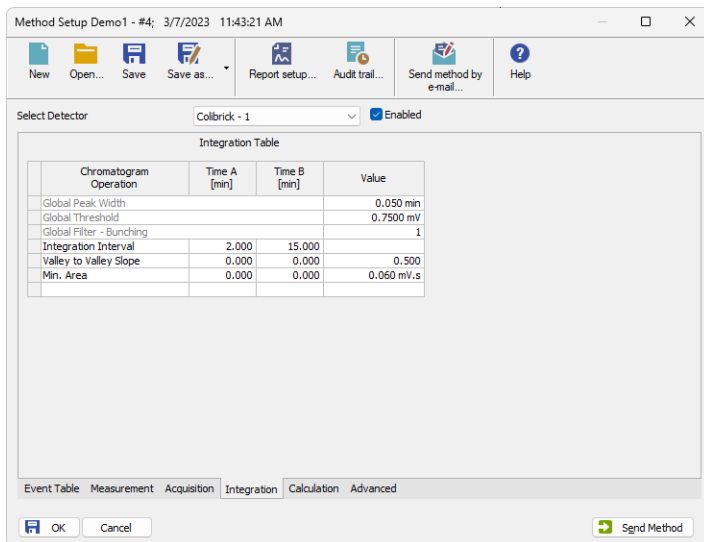 Method Setup Demo1 - #4; 3/7/2023 11:43:21 AM
New Open... Save Save as... Report setup... Audit trail... Send method by e-mail... Help
Select Detector Colibrick - 1 Enabled
Integration Table
Chromatogram Operation Time A [min] Time B [min] Value
Global Peak Width 0.050 min
Global Threshold 0.7500 mV
Global Filter - Bunching 1
Integration Interval 2.000 15.000
Valley to Valley Slope 0.000 0.000 0.500
Min. Area 0.000 0.000 0.060 mV.s
Event Table Measurement Acquisition Integration Calculation Advanced
OK Cancel Send Method